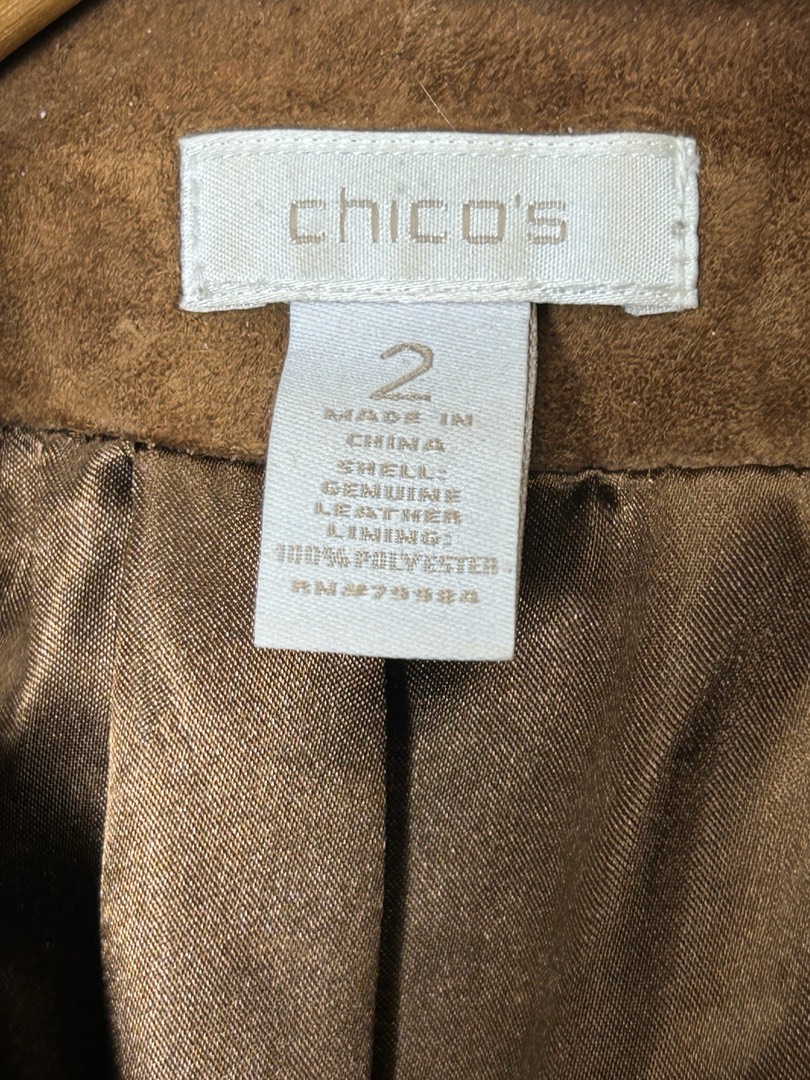 chico's
2
MADE IN
CHINA
SHELL:
GENUINE
LEATHER
LINING:
100% POLYESTER